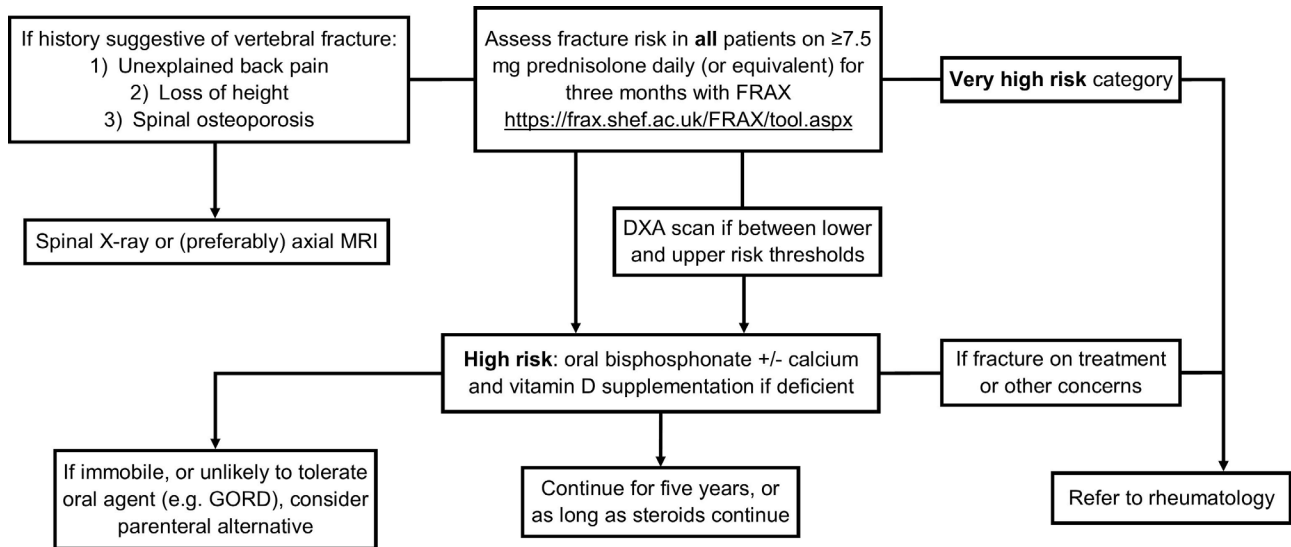 If history suggestive of vertebral fracture:
1) Unexplained back pain
2) Loss of height
3) Spinal osteoporosis
Assess fracture risk in all patients on ≥7.5
mg prednisolone daily (or equivalent) for
three months with FRAX
https://frax.shef.ac.uk/FRAX/tool.aspx
Very high risk category
Spinal X-ray or (preferably) axial MRI
DXA scan if between lower
and upper risk thresholds
High risk: oral bisphosphonate +/- calcium
and vitamin D supplementation if deficient
If fracture on treatment
or other concerns
If immobile, or unlikely to tolerate
oral agent (e.g. GORD), consider
parenteral alternative
Continue for five years, or
as long as steroids continue
Refer to rheumatology